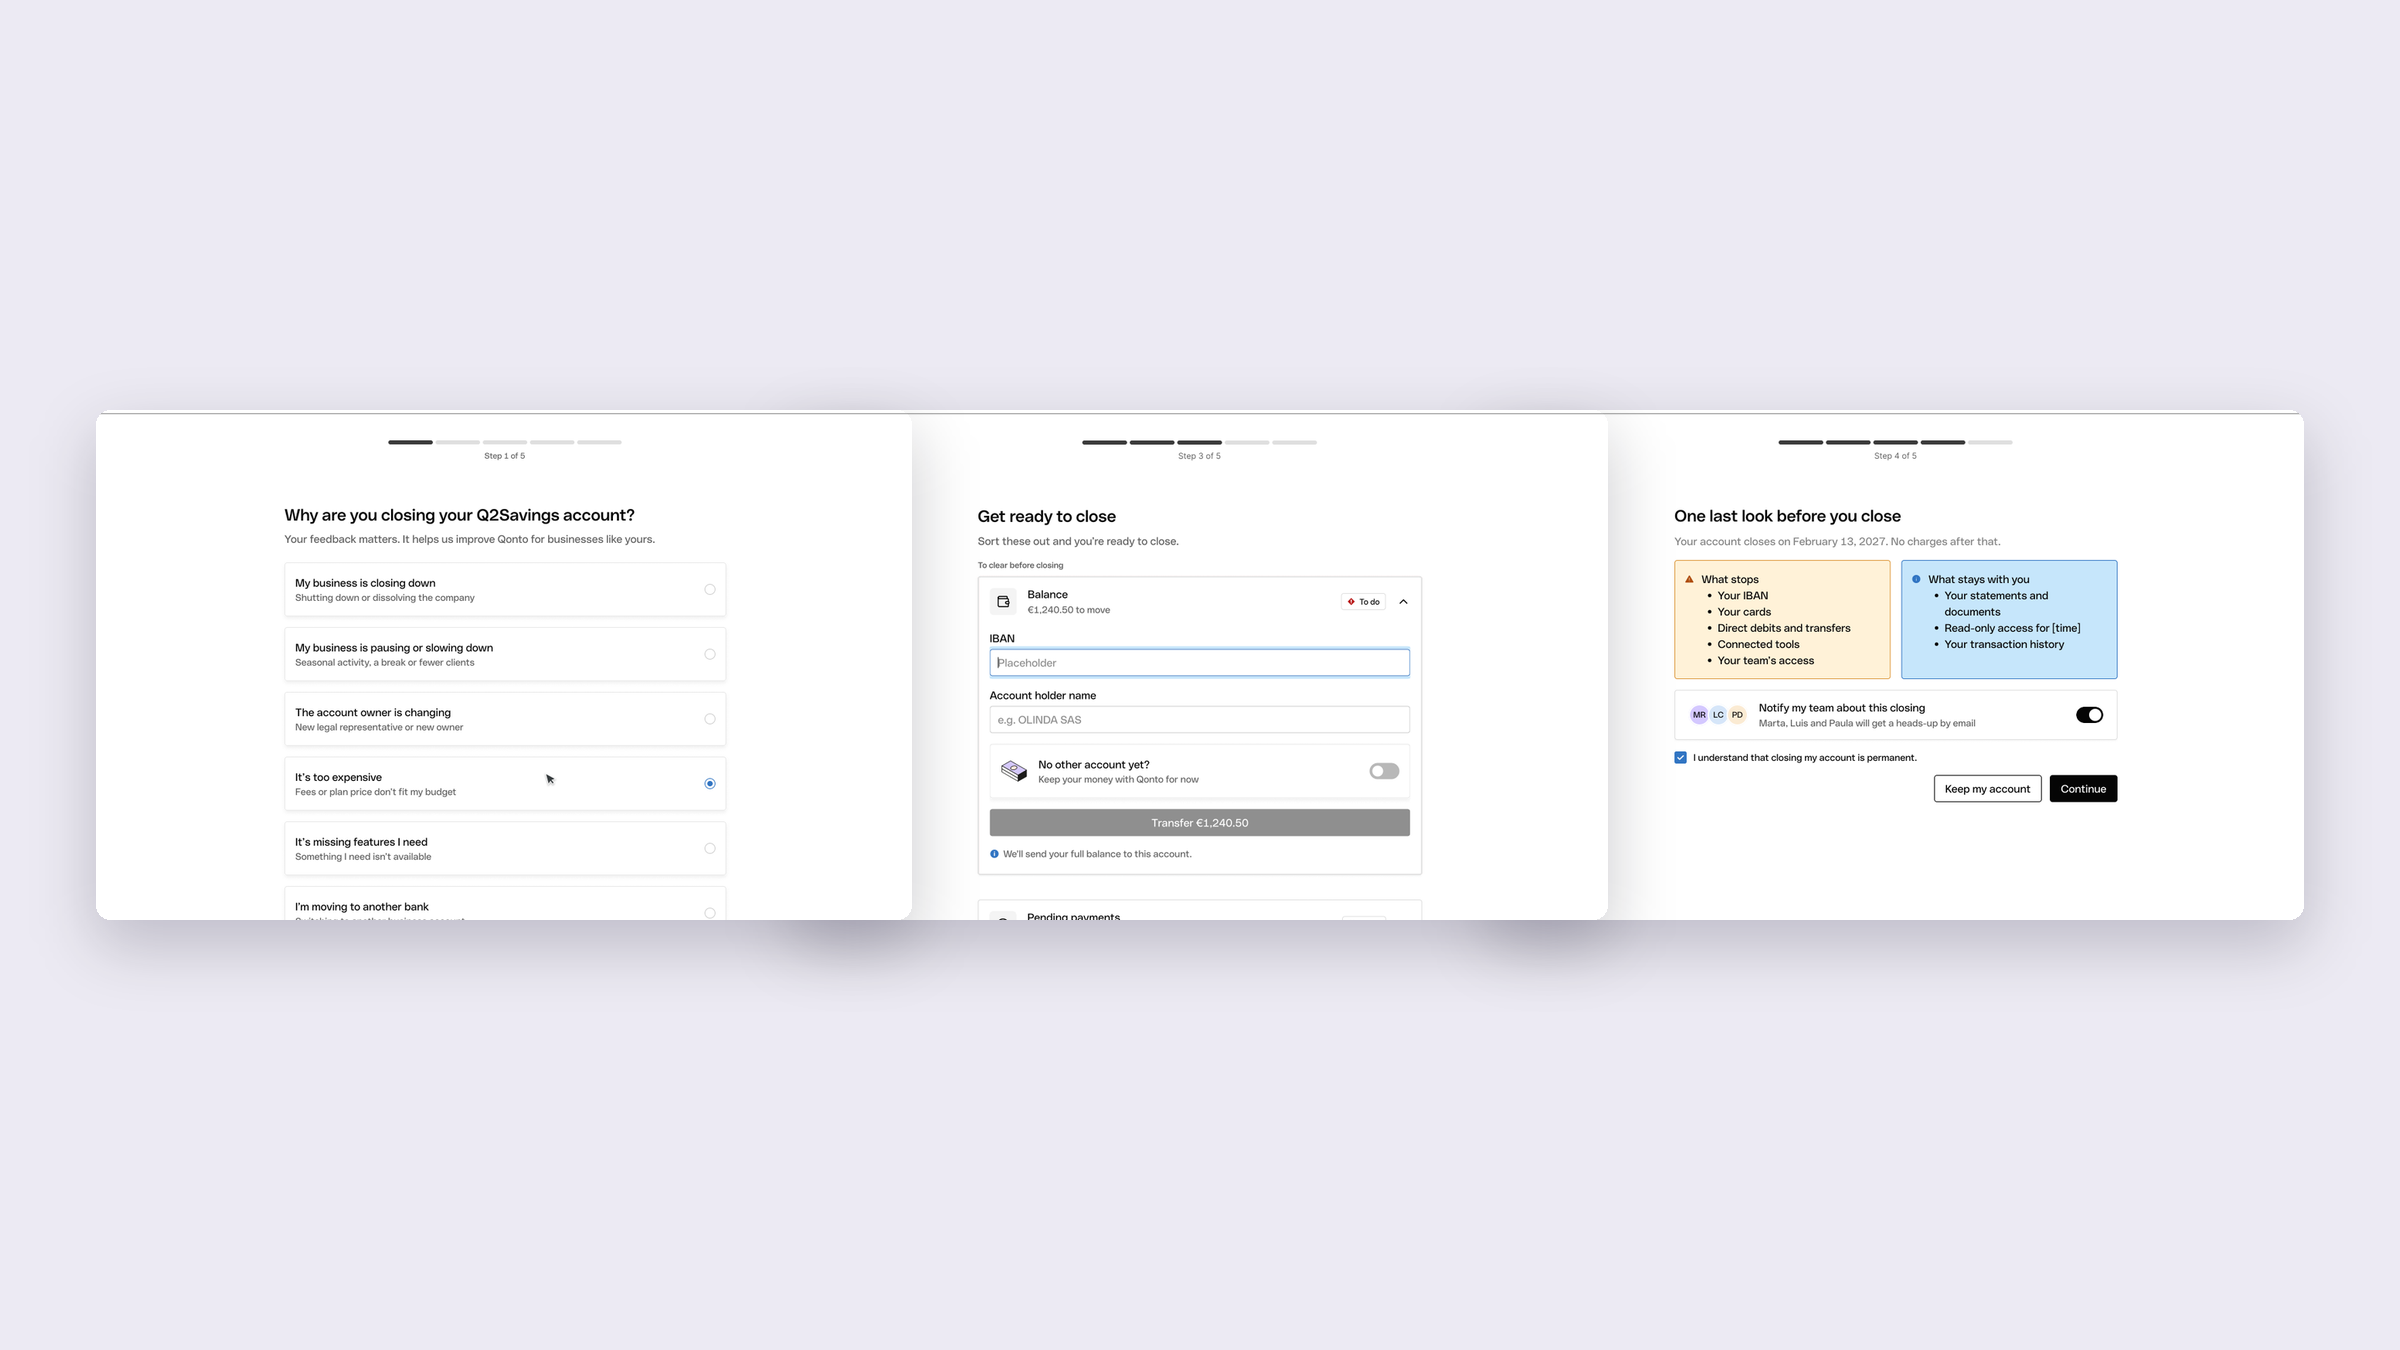 Step 1 of 5
Why are you closing your Q2Savings account?
Your feedback matters. It helps us improve Qonto for businesses like yours.
My business is closing down
Shutting down or dissolving the company
My business is pausing or slowing down
Seasonal activity, a break or fewer clients
The account owner is changing
New legal representative or new owner
It's too expensive
Fees or plan price don't fit my budget
It's missing features I need
Something I need isn't available
I'm moving to another bank
Step 3 of 5
Get ready to close
Sort these out and you're ready to close.
To clear before closing
Balance
€1,240.50 to move
To do
IBAN
Placeholder
Account holder name
e.g. OLINDA SAS
No other account yet?
Keep your money with Qonto for now
Transfer €1,240.50
We'll send your full balance to this account.
Pending payments
Step 4 of 5
One last look before you close
Your account closes on February 13, 2027. No charges after that.
What stops
• Your IBAN
• Your cards
• Direct debits and transfers
• Connected tools
• Your team's access
What stays with you
• Your statements and
documents
• Read-only access for [time]
• Your transaction history
MR LC PD
Notify my team about this closing
Marta, Luis and Paula will get a heads-up by email
I understand that closing my account is permanent.
Keep my account
Continue